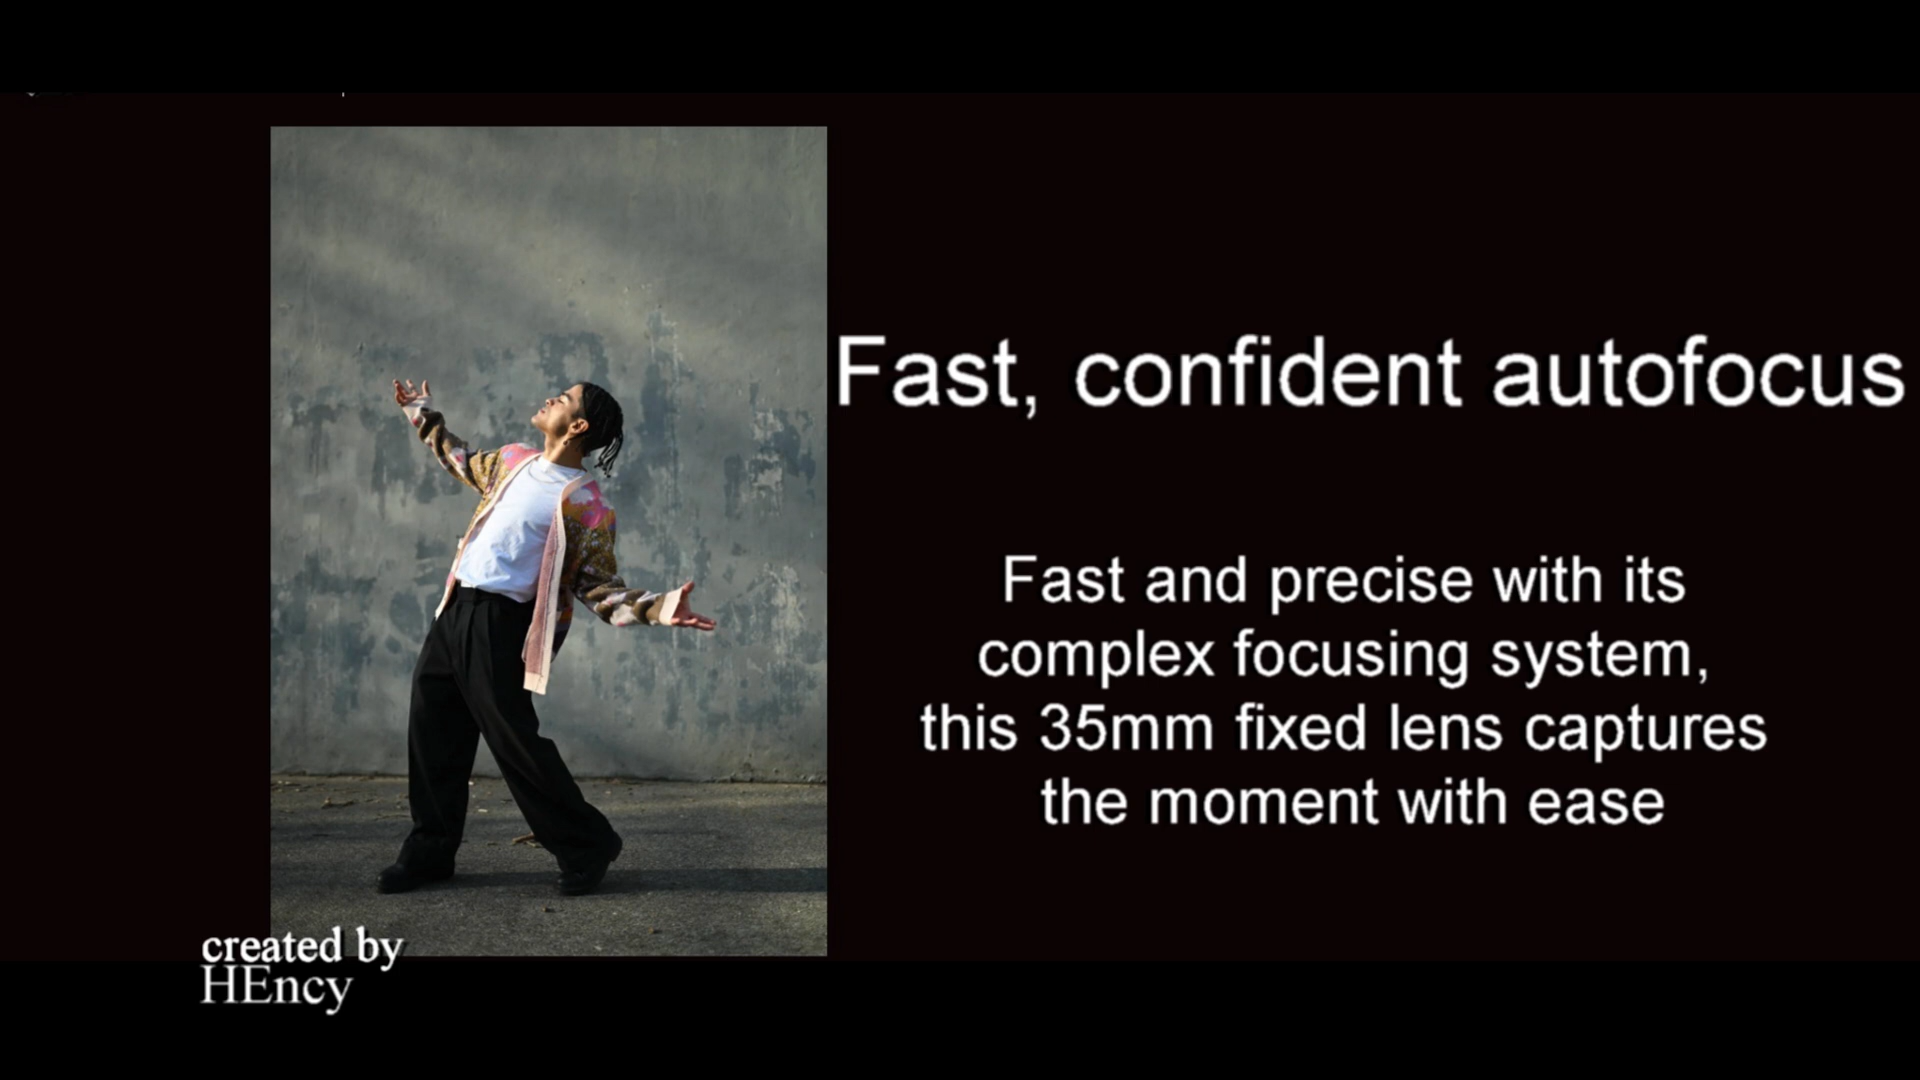 Fast, confident autofocus
Fast and precise with its
complex focusing system,
this 35mm fixed lens captures
the moment with ease
created by
HEncy